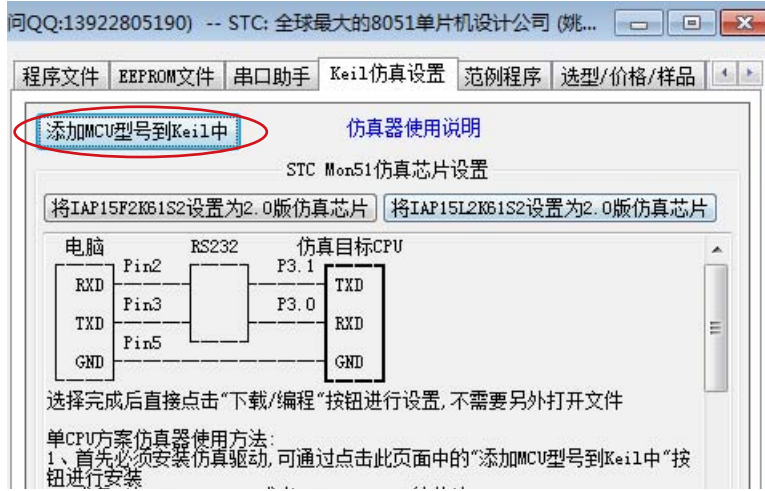 问QQ:13922805190) -- STC: 全球最大的8051单片机设计公司 (姚...
程序文件 EEPROM文件 串口助手 Keil仿真设置 范例程序 选型/价格/样品
添加MCU型号到Keil中 仿真器使用说明
STC Mon51仿真芯片设置
将IAP15F2K61S2设置为2.0版仿真芯片 将IAP15L2K61S2设置为2.0版仿真芯片
电脑 RS232 仿真目标CPU
Pin2 P3.1
RXD TXD
Pin3 P3.0
TXD RXD
Pin5
GND GND
选择完成后直接点击"下载/编程"按钮进行设置,不需要另外打开文件
单CPU方案仿真器使用方法:
1、首先必须安装仿真驱动,可通过点击此页面中的"添加MCU型号到Keil中"按
钮进行安装